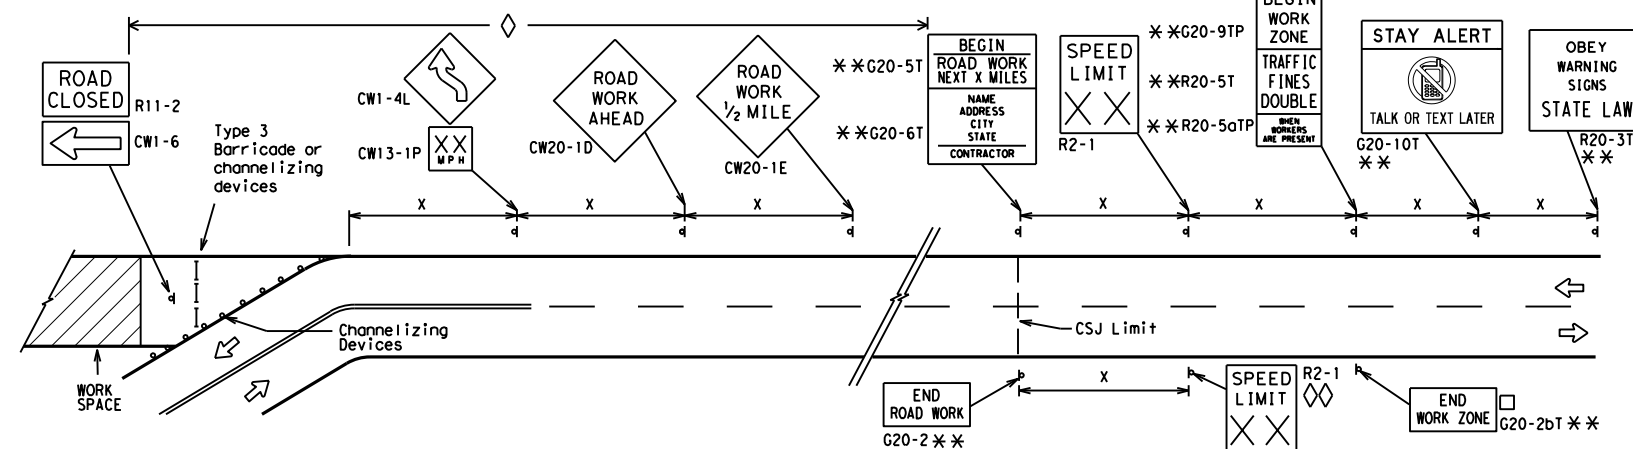 ROAD
CLOSED
R11-2
CW1-6
Type 3
Barricade or
channelizing
devices
CW1-4L
XX
MPH
CW13-1P
ROAD
WORK
AHEAD
CW20-1D
ROAD
WORK
1/2 MILE
CW20-1E
**G20-5T
**G20-6T
BEGIN
ROAD WORK
NEXT X MILES
NAME
ADDRESS
CITY
STATE
CONTRACTOR
SPEED
LIMIT
XX
R2-1
**G20-9TP
**R20-5T
**R20-5aTP
BEGIN
WORK
ZONE
TRAFFIC
FINES
DOUBLE
WHEN
WORKERS
ARE PRESENT
STAY ALERT
TALK OR TEXT LATER
G20-10T
**
OBEY
WARNING
SIGNS
STATE LAW
R20-3T
**
X
X
X
X
X
X
X
Channelizing
Devices
WORK
SPACE
CSJ Limit
END
ROAD WORK
G20-2 **
X
SPEED
LIMIT
XX
R2-1
END
WORK ZONE
G20-2bT **